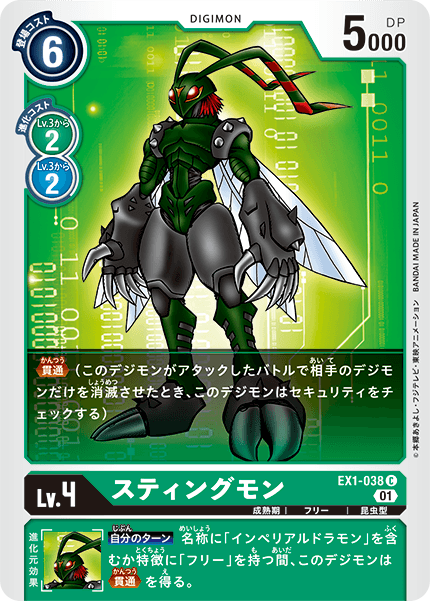 登場コスト
6
DIGIMON
DP
5000
進化コスト
Lv.3から
2
Lv.3から
2
©本郷あきよし・フジテレビ・東映アニメーション BANDAI MADE IN JAPAN
貫通（このデジモンがアタックしたバトルで相手のデジモ
ンだけを消滅させたとき、このデジモンはセキュリティをチ
ェックする）
EX1-038 C
01
Lv.4
スティングモン
成熟期 | フリー | 昆虫型
進化元効果
自分のターン 名称に「インペリアルドラモン」を含
むか特徴に「フリー」を持つ間、このデジモンは
貫通 を得る。